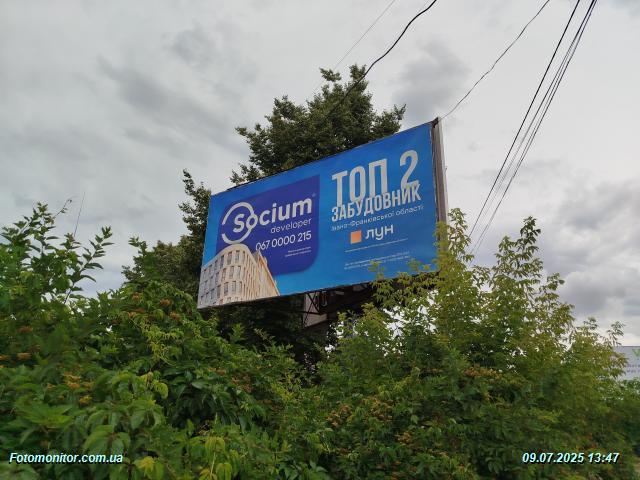 Socium
developer
067 0000 215
ТОП 2
ЗАБУДОВНИК
Івано-Франківської області
ЛУН
Fotomonitor.com.ua
09.07.2025 13:47